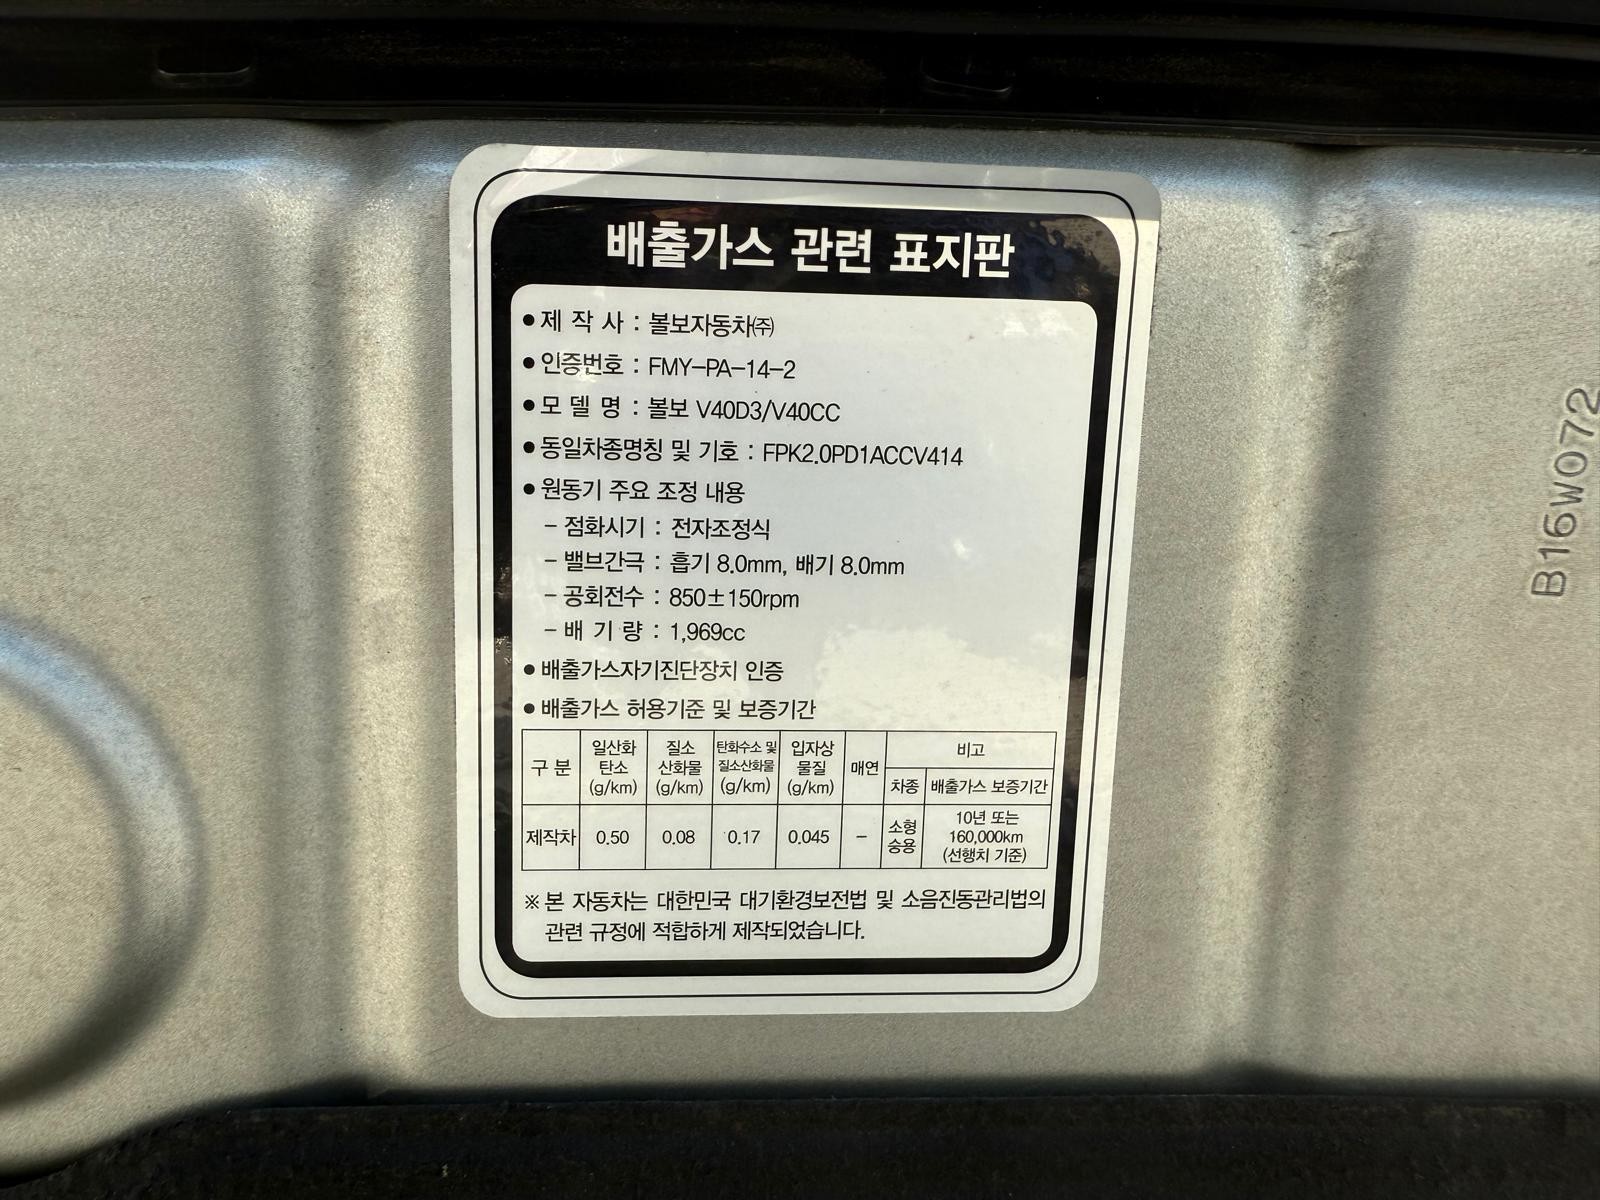 배출가스 관련 표지판
● 제 작 사 : 볼보자동차㈜
● 인증번호 : FMY-PA-14-2
● 모 델 명 : 볼보 V40D3/V40CC
● 동일차종명칭 및 기호 : FPK2.0PD1ACCV414
● 원동기 주요 조정 내용
- 점화시기 : 전자조정식
- 밸브간극 : 흡기 8.0mm, 배기 8.0mm
- 공회전수 : 850±150rpm
- 배 기 량 : 1,969cc
● 배출가스자기진단장치 인증
● 배출가스 허용기준 및 보증기간
구 분 일산화 탄소 (g/km) 질소 산화물 (g/km) 탄화수소 및 질소산화물 (g/km) 입자상 물질 (g/km) 매연 비고
차종 배출가스 보증기간
제작차 0.50 0.08 0.17 0.045 - 소형 승용 10년 또는 160,000km (선행치 기준)
※ 본 자동차는 대한민국 대기환경보전법 및 소음진동관리법의
관련 규정에 적합하게 제작되었습니다.
B16W072